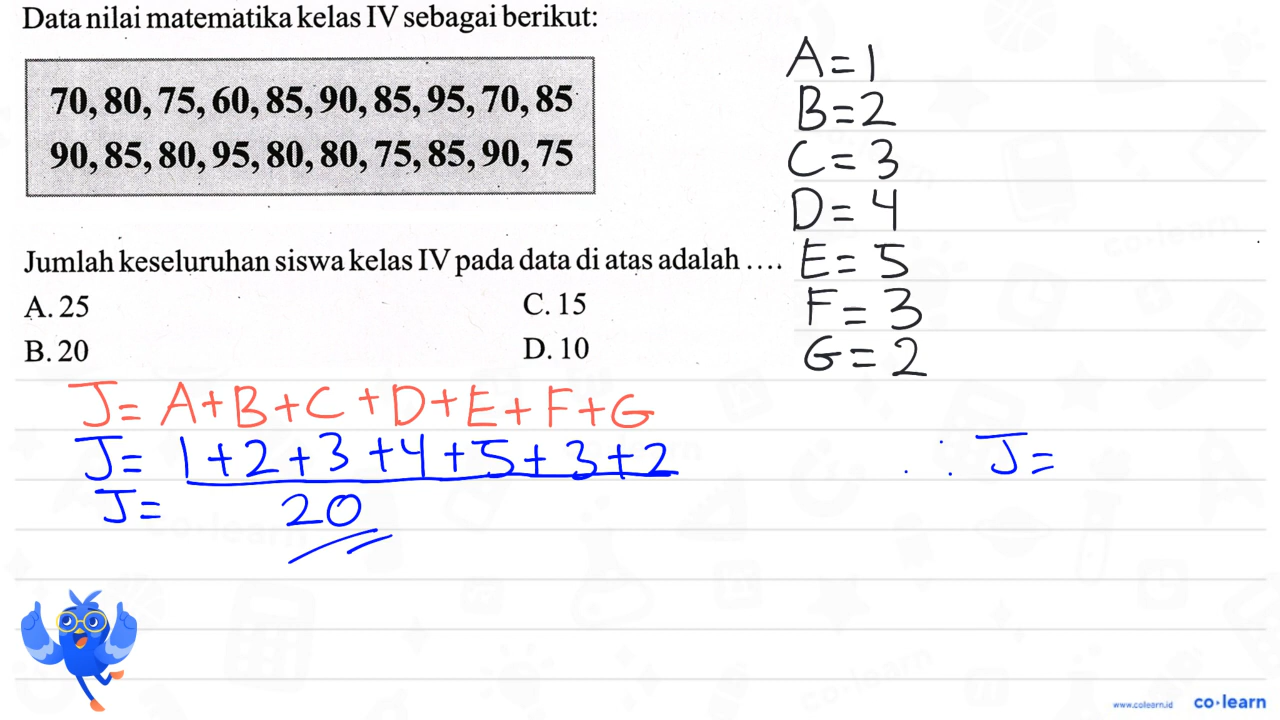 Data nilai matematika kelas IV sebagai berikut:
70, 80, 75, 60, 85, 90, 85, 95, 70, 85
90, 85, 80, 95, 80, 80, 75, 85, 90, 75
Jumlah keseluruhan siswa kelas IV pada data di atas adalah ....
A. 25
C. 15
B. 20
D. 10
A = 1
B = 2
C = 3
D = 4
E = 5
F = 3
G = 2
J = A + B + C + D + E + F + G
J = 1 + 2 + 3 + 4 + 5 + 3 + 2
J = 20
∴ J =
www.colearn.id co·learn